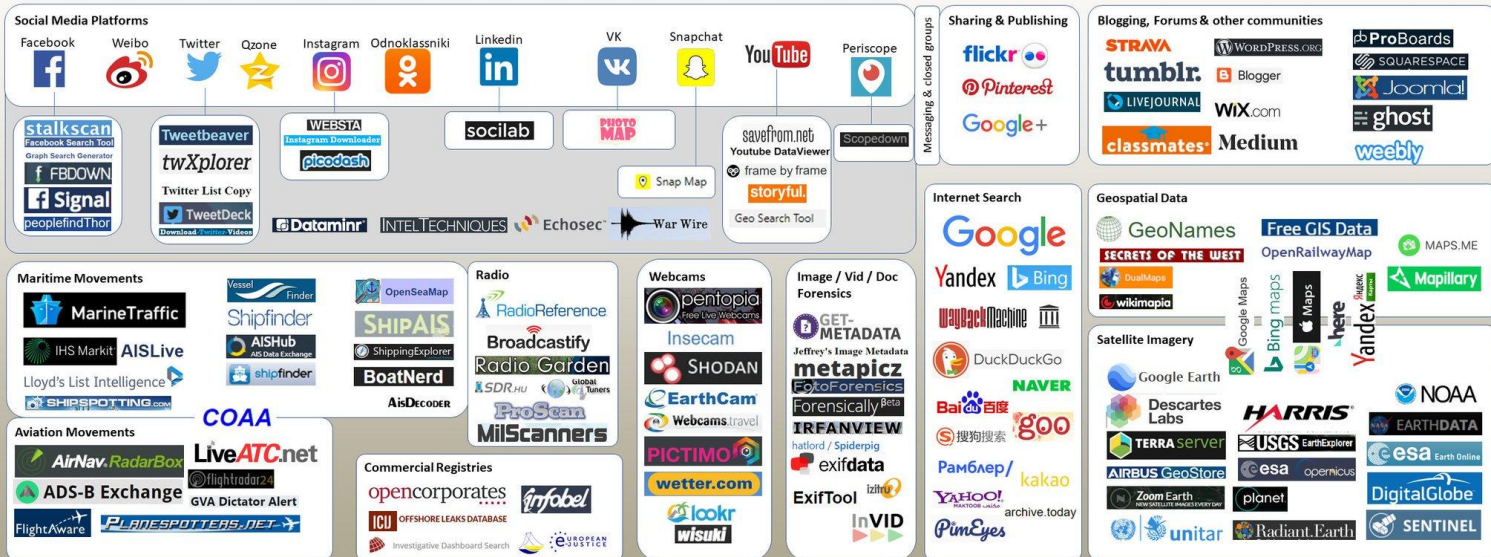 Social Media Platforms
Facebook
Weibo
Twitter
Qzone
Instagram
Odnoklassniki
Linkedin
VK
Snapchat
YouTube
Periscope
stalkscan
Facebook Search Tool
Graph Search Generator
f FBDOWN
Signal
peoplefindThor
Tweetbeaver
twXplorer
Twitter List Copy
TweetDeck
Download-Twitter-Videos
WEBSTA
Instagram Downloader
picodash
socilab
PHOTO
MAP
Snap Map
savefrom.net
Youtube DataViewer
frame by frame
storyful.
Geo Search Tool
Scopedown
Dataminr
INTELTECHNIQUES
Echosec
War Wire
Messaging & closed groups
Sharing & Publishing
flickr
Pinterest
Google+
Blogging, Forums & other communities
STRAVA
WORDPRESS.ORG
ProBoards
tumblr.
Blogger
SQUARESPACE
LIVEJOURNAL
WiX.com
Joomla!
classmates
Medium
ghost
weebly
Maritime Movements
MarineTraffic
IHS Markit
AISLive
Lloyd's List Intelligence
SHIPSPOTTING.COM
Vessel
Finder
Shipfinder
AISHub
AIS Data Exchange
shipfinder
OpenSeaMap
SHIPAIS
ShippingExplorer
BoatNerd
AISDECODER
COAA
Aviation Movements
AirNav.RadarBox
LiveATC.net
ADS-B Exchange
flightradar24
GVA Dictator Alert
FlightAware
PLANESPOTTERS.NET
Radio
RadioReference
Broadcastify
Radio Garden
SDR.HU
Global
Tuners
ProScan
MilScanners
Commercial Registries
opencorporates
infobel
ICIJ OFFSHORE LEAKS DATABASE
Investigative Dashboard Search
EUROPEAN
E-JUSTICE
Webcams
pentopia
Free Live Webcams
Insecam
SHODAN
EarthCam
Webcams.travel
PICTIMO
wetter.com
lookr
wisuki
Image / Vid / Doc
Forensics
GET-
METADATA
Jeffrey's Image Metadata
metapicz
FotoForensics
Forensically Beta
IRFANVIEW
hatlord / Spiderpig
exifdata
ExifTool
izitru
InVID
Internet Search
Google
Yandex
Bing
WayBackMachine
DuckDuckGo
NAVER
Bai du 百度
搜狗搜索
goo
Рамблер/
kakao
YAHOO!
MAKTOOB مكتوب
archive.today
PimEyes
Geospatial Data
GeoNames
Free GIS Data
SECRETS OF THE WEST
OpenRailwayMap
MAPS.ME
DualMaps
Mapillary
wikimapia
Google Maps
Bing maps
Maps
here
Yandex
Яндекс
Карты
Satellite Imagery
Google Earth
NOAA
Descartes
Labs
HARRIS
NASA EARTHDATA
TERRA server
USGS EarthExplorer
esa Earth Online
AIRBUS GeoStore
esa
opernicus
Zoom Earth
NEW SATELLITE IMAGES EVERY DAY
planet.
DigitalGlobe
unitar
Radiant.Earth
SENTINEL